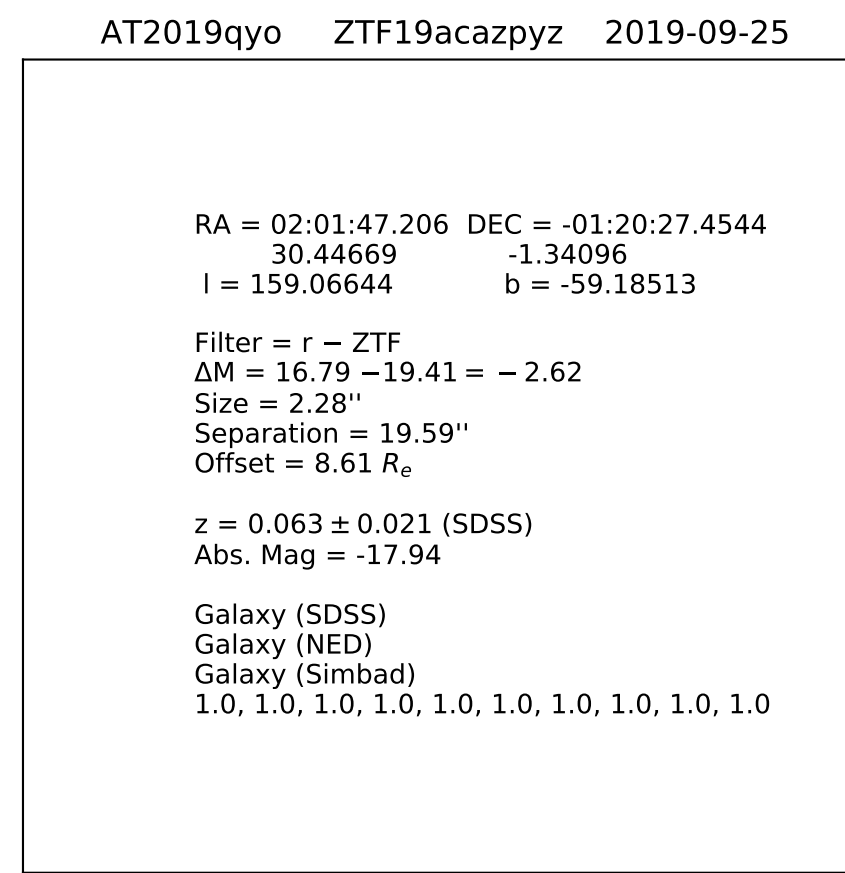 AT2019qyo ZTF19acazpyz 2019-09-25
RA = 02:01:47.206 DEC = -01:20:27.4544
30.44669 -1.34096
l = 159.06644 b = -59.18513
Filter = r − ZTF
ΔM = 16.79 −19.41 = − 2.62
Size = 2.28''
Separation = 19.59''
Offset = 8.61 Rₑ
z = 0.063 ± 0.021 (SDSS)
Abs. Mag = -17.94
Galaxy (SDSS)
Galaxy (NED)
Galaxy (Simbad)
1.0, 1.0, 1.0, 1.0, 1.0, 1.0, 1.0, 1.0, 1.0, 1.0